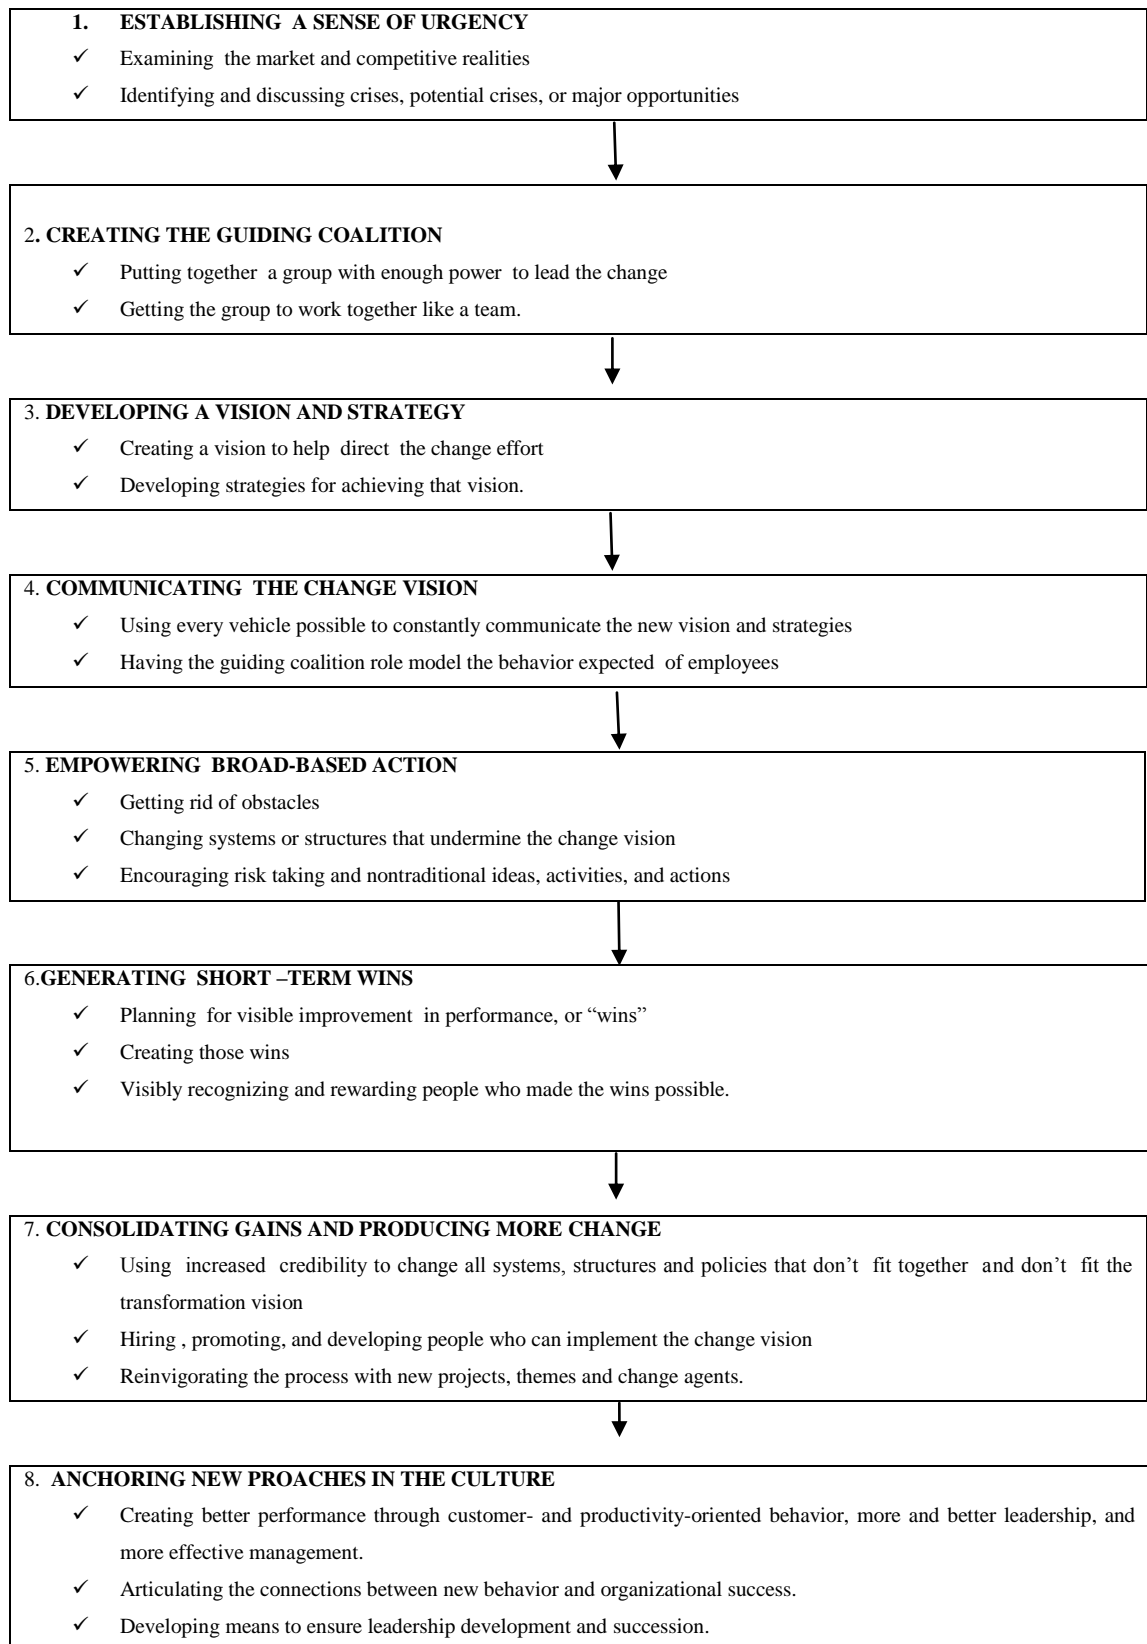 1. ESTABLISHING A SENSE OF URGENCY
✓ Examining the market and competitive realities
✓ Identifying and discussing crises, potential crises, or major opportunities
2. CREATING THE GUIDING COALITION
✓ Putting together a group with enough power to lead the change
✓ Getting the group to work together like a team.
3. DEVELOPING A VISION AND STRATEGY
✓ Creating a vision to help direct the change effort
✓ Developing strategies for achieving that vision.
4. COMMUNICATING THE CHANGE VISION
✓ Using every vehicle possible to constantly communicate the new vision and strategies
✓ Having the guiding coalition role model the behavior expected of employees
5. EMPOWERING BROAD-BASED ACTION
✓ Getting rid of obstacles
✓ Changing systems or structures that undermine the change vision
✓ Encouraging risk taking and nontraditional ideas, activities, and actions
6.GENERATING SHORT –TERM WINS
✓ Planning for visible improvement in performance, or “wins”
✓ Creating those wins
✓ Visibly recognizing and rewarding people who made the wins possible.
7. CONSOLIDATING GAINS AND PRODUCING MORE CHANGE
✓ Using increased credibility to change all systems, structures and policies that don’t fit together and don’t fit the
transformation vision
✓ Hiring , promoting, and developing people who can implement the change vision
✓ Reinvigorating the process with new projects, themes and change agents.
8. ANCHORING NEW PROACHES IN THE CULTURE
✓ Creating better performance through customer- and productivity-oriented behavior, more and better leadership, and
more effective management.
✓ Articulating the connections between new behavior and organizational success.
✓ Developing means to ensure leadership development and succession.